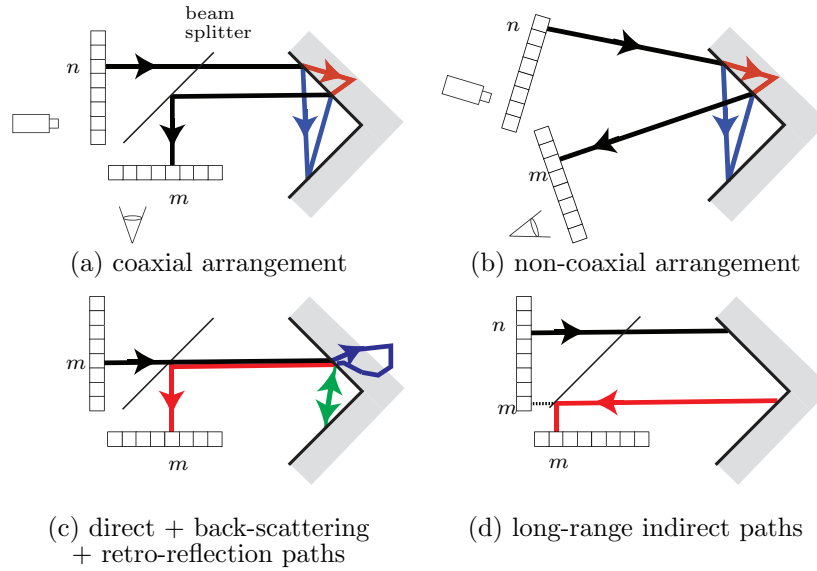 beam
splitter
n
m
(a) coaxial arrangement
n
m
(b) non-coaxial arrangement
m
m
(c) direct + back-scattering
+ retro-reflection paths
n
m
m
(d) long-range indirect paths